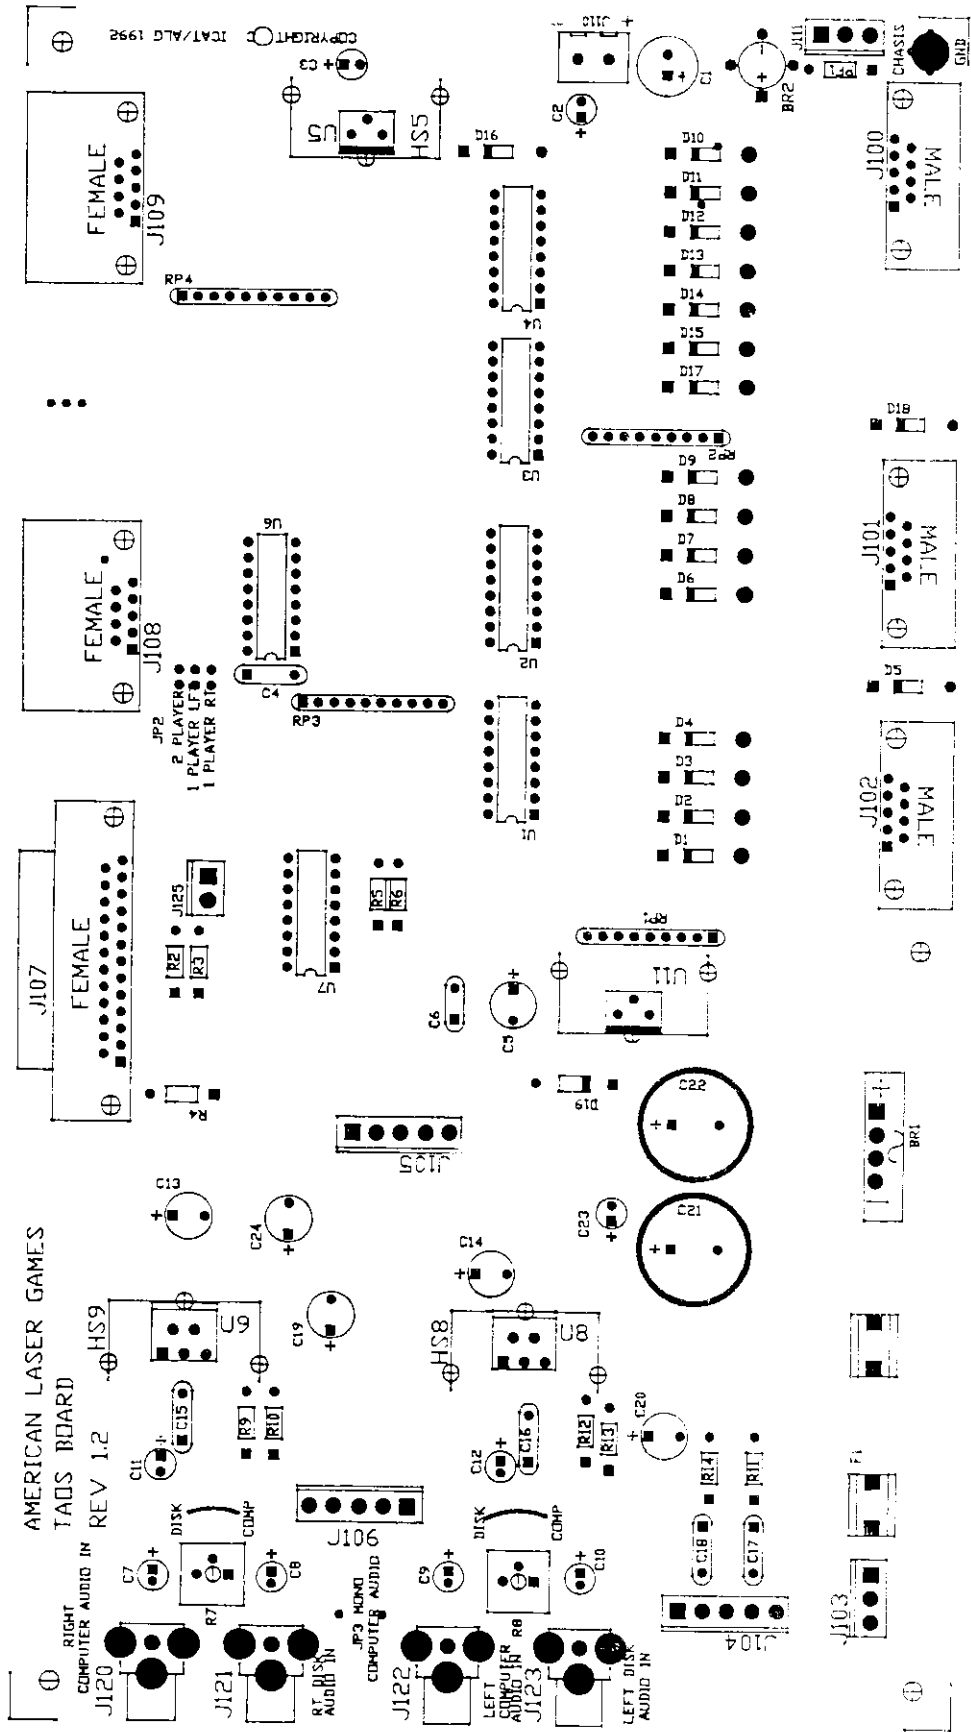 COPYRIGHT C ICAT/ALG 1992
C3 +
U5
HS5
FEMALE
J109
RP4
D16
C2
+
J110
+
C1
+
BR2
+
-
J111
RP1
CHASIS
GND
J100
MALE
D10
D11
D12
D13
D14
D15
D17
U4
U3
RP2
D18
D9
D8
D7
D6
J101
MALE
FEMALE
J108
U6
C4
RP3
JP2
2 PLAYER
1 PLAYER LFT
1 PLAYER RT
U2
U1
D5
D4
D3
D2
D1
J102
MALE
J107
FEMALE
J125
R2
R3
R4
U7
R5
R6
RP1
U11
C6
C5
+
D19
C22
+
BR1
+
J105
C13
+
C24
+
C23
+
C21
+
C14
+
C19
+
AMERICAN LASER GAMES
TAOS BOARD
REV 1.2
HS9
U9
HS8
U8
C15
C11
+
R9
R10
C16
C12
+
R12
R13
C20
+
R14
R11
F1
DISK
COMP
DISK
COMP
J106
C7
+
R7
C8
+
C9
+
R8
C10
+
C18
C17
J104
J103
RIGHT
COMPUTER AUDIO IN
J120
J121
RT DISK
AUDIO IN
JP3 MONO
COMPUTER AUDIO
J122
LEFT
COMPUTER
AUDIO IN
J123
LEFT DISK
AUDIO IN